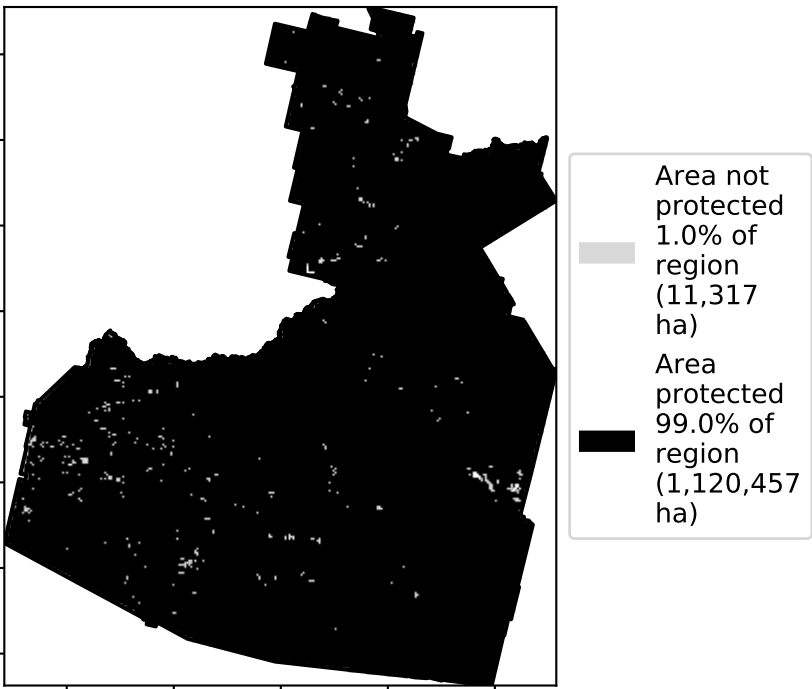 Area not
protected
1.0% of
region
(11,317
ha)
Area
protected
99.0% of
region
(1,120,457
ha)